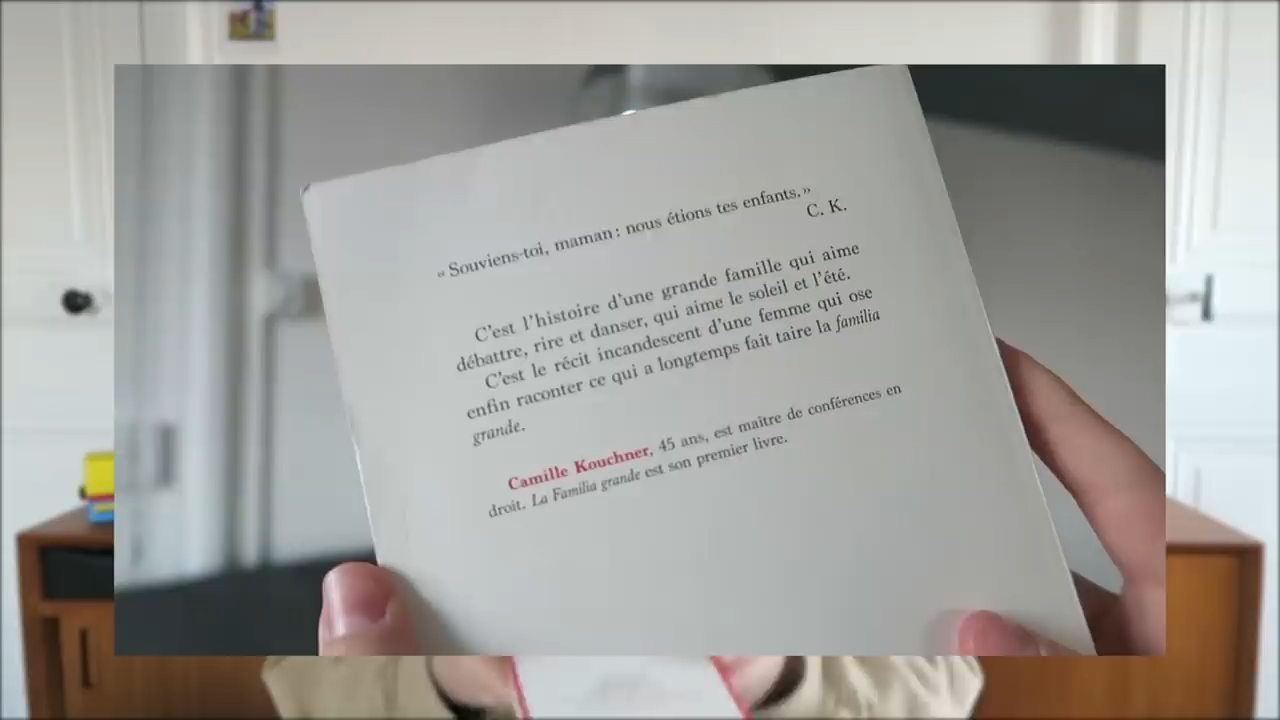 « Souviens-toi, maman : nous étions tes enfants. »
C. K.
C'est l'histoire d'une grande famille qui aime
débattre, rire et danser, qui aime le soleil et l'été.
C'est le récit incandescent d'une femme qui ose
enfin raconter ce qui a longtemps fait taire la familia
grande.
Camille Kouchner, 45 ans, est maître de conférences en
droit. La Familia grande est son premier livre.